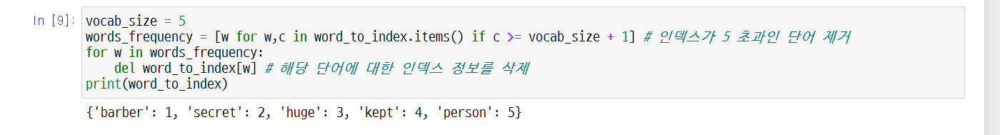 In [9]:
vocab_size = 5
words_frequency = [w for w,c in word_to_index.items() if c >= vocab_size + 1] # 인덱스가 5 초과인 단어 제거
for w in words_frequency:
    del word_to_index[w] # 해당 단어에 대한 인덱스 정보를 삭제
print(word_to_index)
{'barber': 1, 'secret': 2, 'huge': 3, 'kept': 4, 'person': 5}